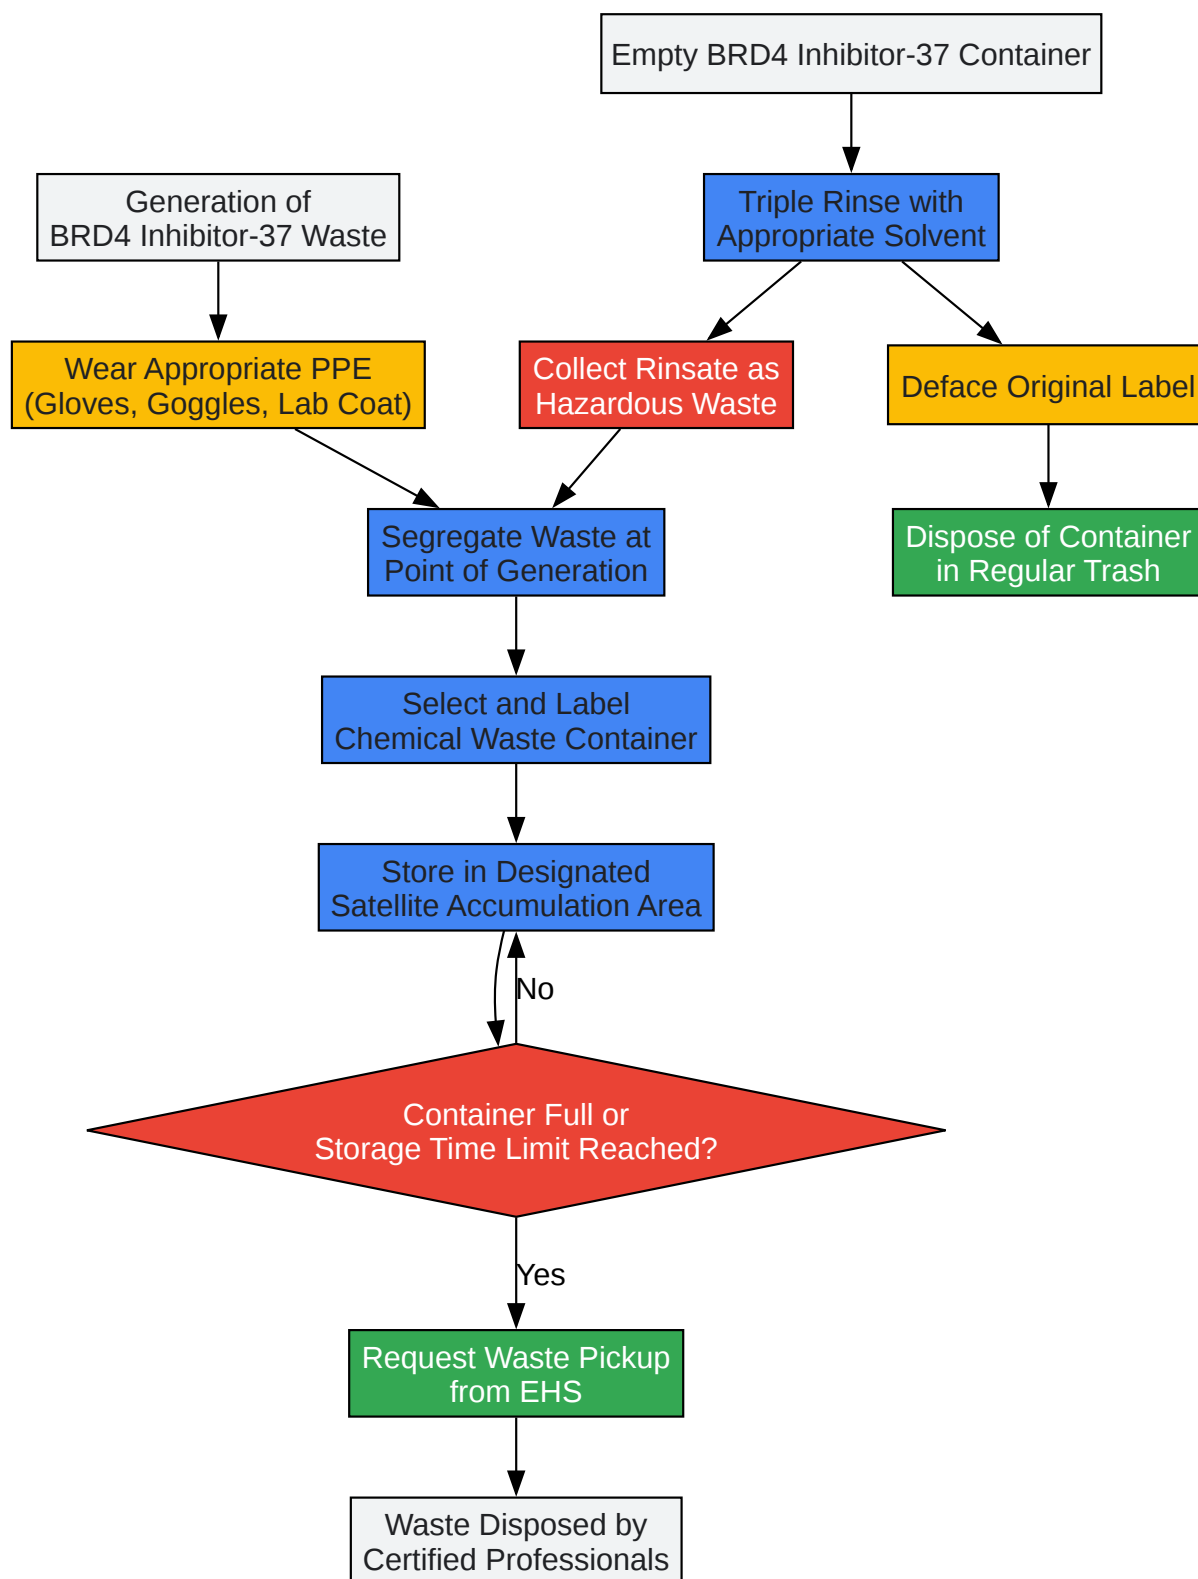 Empty BRD4 Inhibitor-37 Container
Generation of
BRD4 Inhibitor-37 Waste
Triple Rinse with
Appropriate Solvent
Wear Appropriate PPE
(Gloves, Goggles, Lab Coat)
Collect Rinsate as
Hazardous Waste
Deface Original Label
Segregate Waste at
Point of Generation
Dispose of Container
in Regular Trash
Select and Label
Chemical Waste Container
Store in Designated
Satellite Accumulation Area
No
Container Full or
Storage Time Limit Reached?
Yes
Request Waste Pickup
from EHS
Waste Disposed by
Certified Professionals